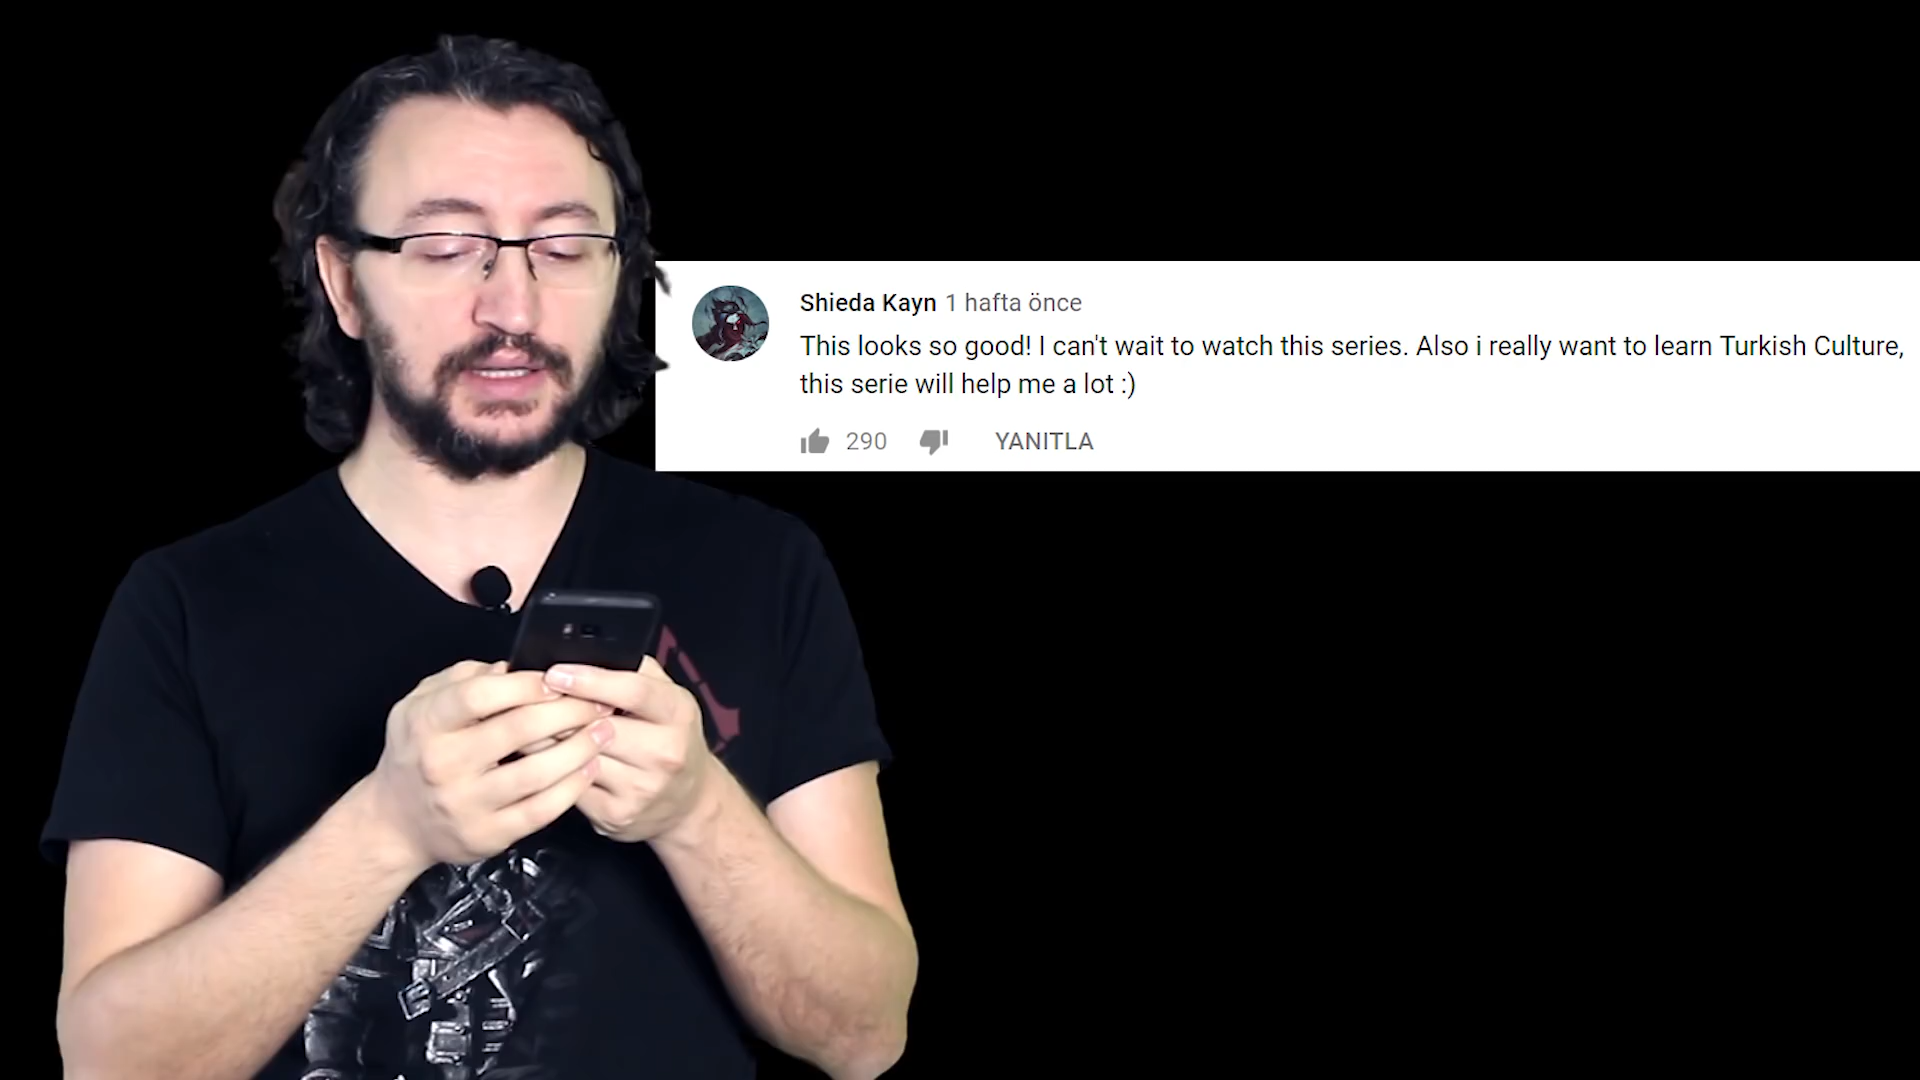 Shieda Kayn 1 hafta önce
This looks so good! I can't wait to watch this series. Also i really want to learn Turkish Culture,
this serie will help me a lot :)
290 YANITLA